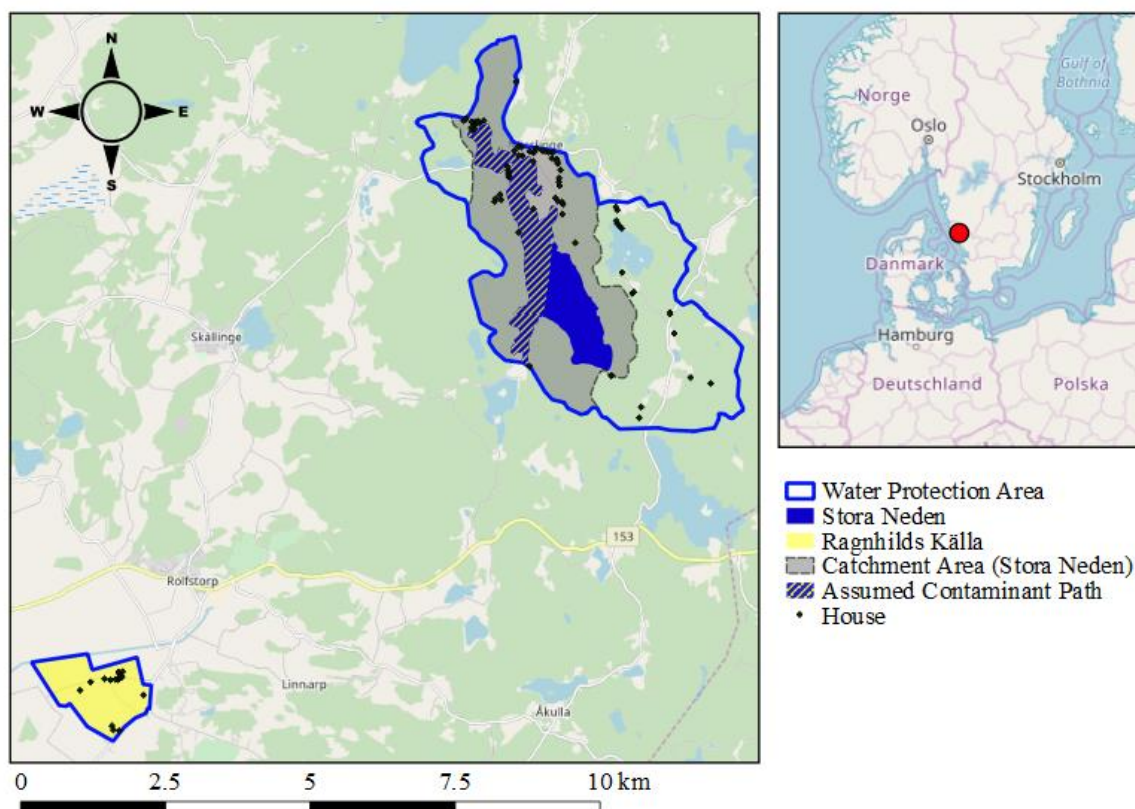 N
W
E
S
Skällinge
153
Rolfstorp
Linnarp
Åkulla
0
2.5
5
7.5
10 km
Gulf of
Bothnia
Norge
Oslo
Stockholm
Danmark
Hamburg
Deutschland
Polska
Water Protection Area
Stora Neden
Ragnhilds Källa
Catchment Area (Stora Neden)
Assumed Contaminant Path
House